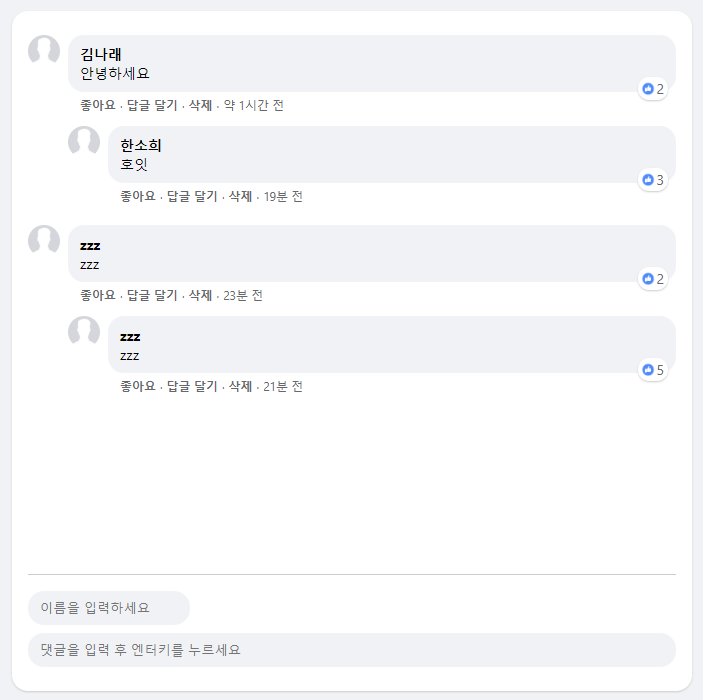 김나래
안녕하세요
2
좋아요 · 답글 달기 · 삭제 · 약 1시간 전
한소희
호잇
3
좋아요 · 답글 달기 · 삭제 · 19분 전
zzz
zzz
2
좋아요 · 답글 달기 · 삭제 · 23분 전
zzz
zzz
5
좋아요 · 답글 달기 · 삭제 · 21분 전
이름을 입력하세요
댓글을 입력 후 엔터키를 누르세요